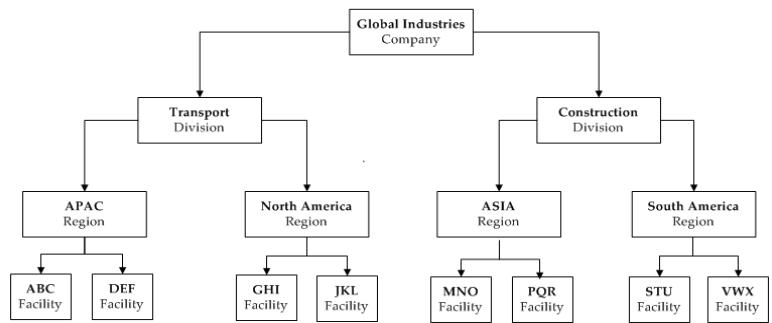 Global Industries
Company
Transport
Division
Construction
Division
APAC
Region
North America
Region
ASIA
Region
South America
Region
ABC
Facility
DEF
Facility
GHI
Facility
JKL
Facility
MNO
Facility
PQR
Facility
STU
Facility
VWX
Facility